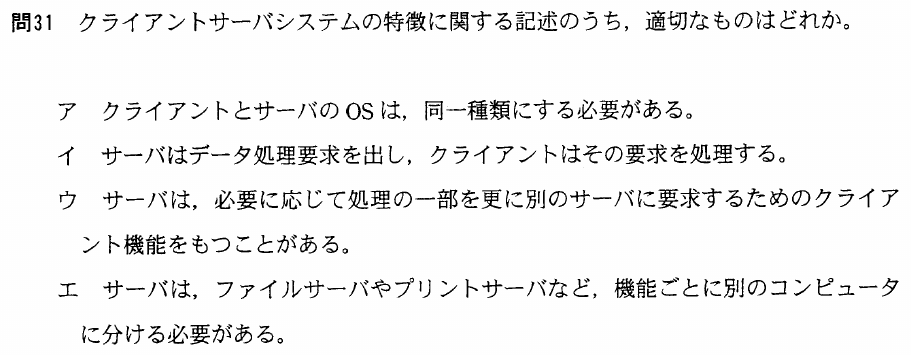 問31 クライアントサーバシステムの特徴に関する記述のうち，適切なものはどれか。
ア クライアントとサーバのOSは，同一種類にする必要がある。
イ サーバはデータ処理要求を出し，クライアントはその要求を処理する。
ウ サーバは，必要に応じて処理の一部を更に別のサーバに要求するためのクライア
ント機能をもつことがある。
エ サーバは，ファイルサーバやプリントサーバなど，機能ごとに別のコンピュータ
に分ける必要がある。